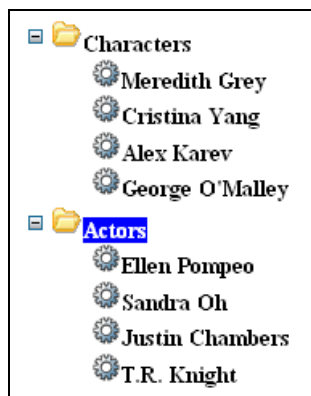 Characters
Meredith Grey
Cristina Yang
Alex Karev
George O'Malley
Actors
Ellen Pompeo
Sandra Oh
Justin Chambers
T.R. Knight